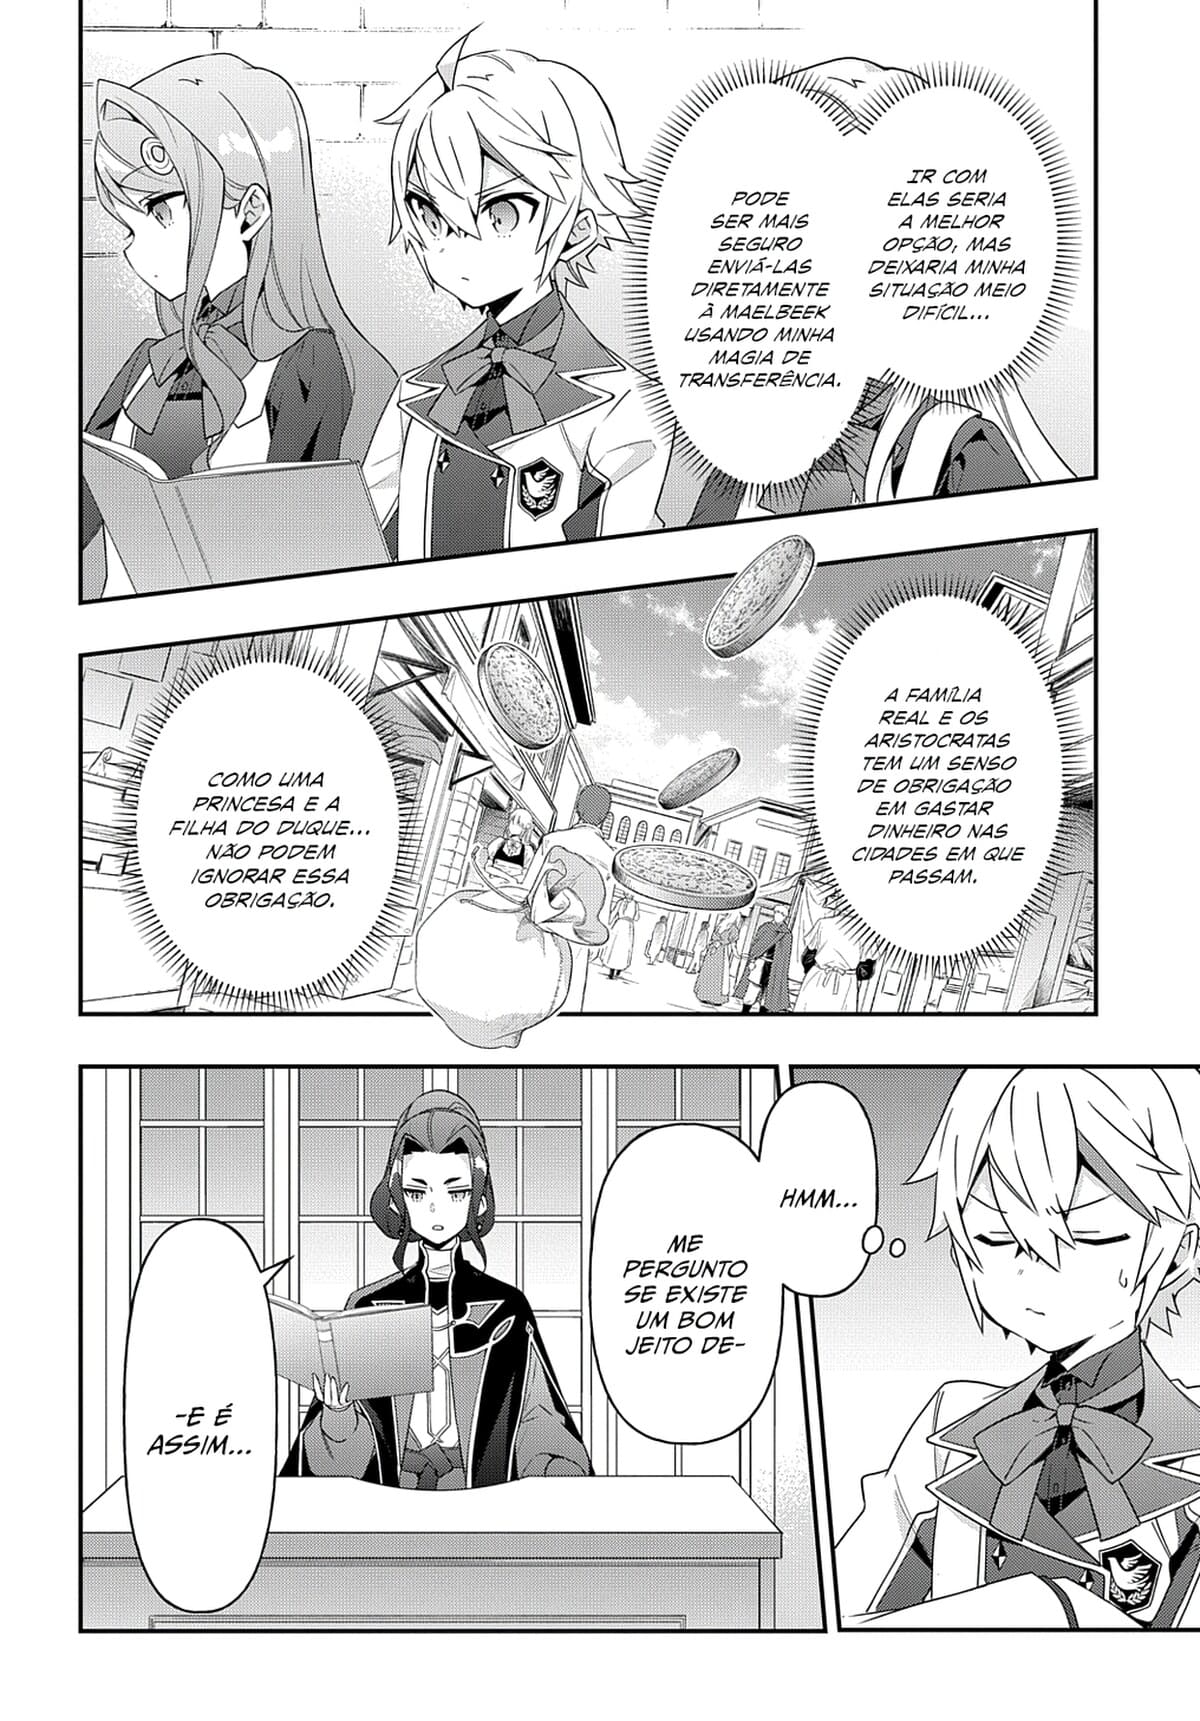 IR COM
ELAS SERIA
A MELHOR
OPÇÃO, MAS
DEIXARIA MINHA
SITUAÇÃO MEIO
DIFÍCIL...
PODE
SER MAIS
SEGURO
ENVIÁ-LAS
DIRETAMENTE
À MAELBEEK
USANDO MINHA
MAGIA DE
TRANSFERÊNCIA.
A FAMÍLIA
REAL E OS
ARISTOCRATAS
TEM UM SENSO
DE OBRIGAÇÃO
EM GASTAR
DINHEIRO NAS
CIDADES EM QUE
PASSAM.
COMO UMA
PRINCESA E A
FILHA DO DUQUE...
NÃO PODEM
IGNORAR ESSA
OBRIGAÇÃO.
HMM...
ME
PERGUNTO
SE EXISTE
UM BOM
JEITO DE-
-E É
ASSIM...